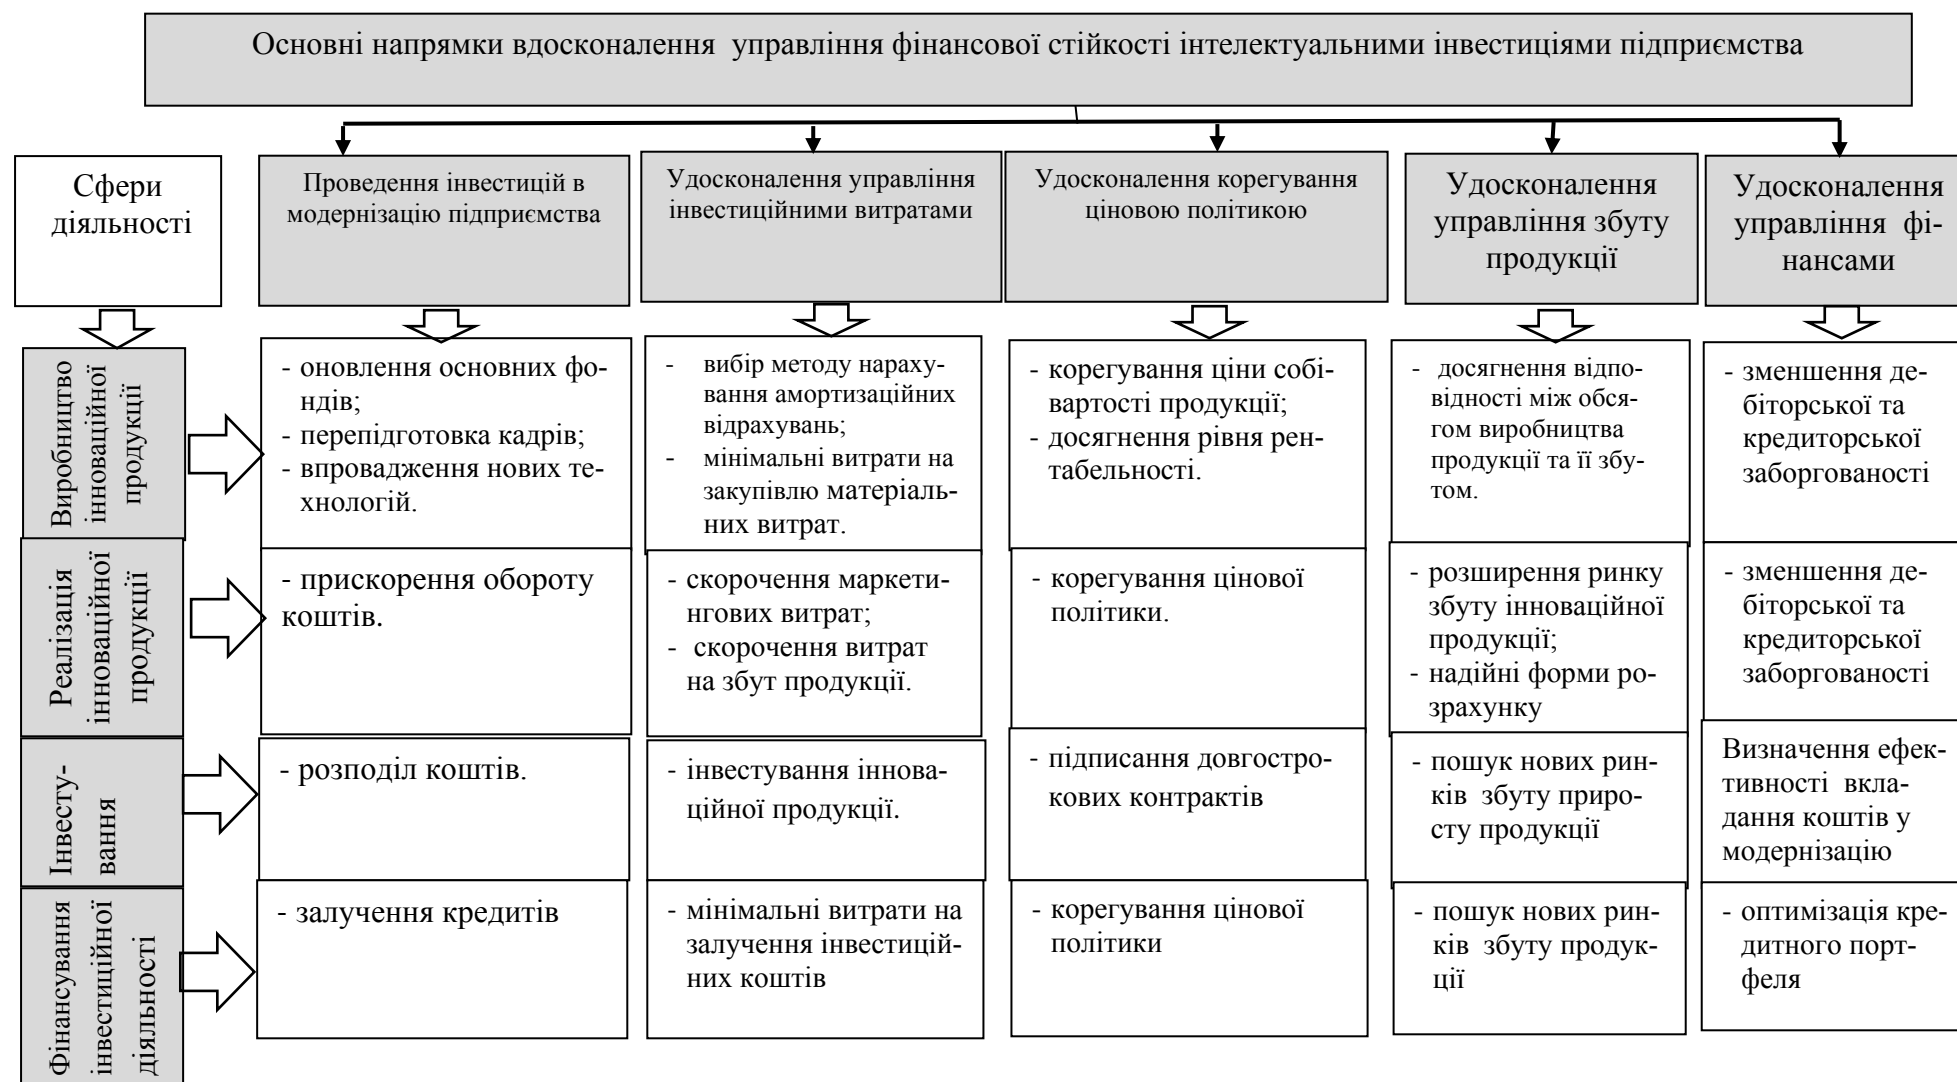 Основні напрямки вдосконалення управління фінансової стійкості інтелектуальними інвестиціями підприємства
Сфери
діяльності
Проведення інвестицій в
модернізацію підприємства
Удосконалення управління
інвестиційними витратами
Удосконалення корегування
ціновою політикою
Удосконалення
управління збуту
продукції
Удосконалення
управління фі-
нансами
Виробництво
інноваційної
продукції
- оновлення основних фо-
ндів;
- перепідготовка кадрів;
- впровадження нових те-
хнологій.
- вибір методу нараху-
вання амортизаційних
відрахувань;
- мінімальні витрати на
закупівлю матеріаль-
них витрат.
- корегування ціни собі-
вартості продукції;
- досягнення рівня рен-
табельності.
- досягнення відпо-
відності між обся-
гом виробництва
продукції та її збу-
том.
- зменшення де-
біторської та
кредиторської
заборгованості
Реалізація
інноваційної
продукції
- прискорення обороту
коштів.
- скорочення маркети-
нгових витрат;
- скорочення витрат
на збут продукції.
- корегування цінової
політики.
- розширення ринку
збуту інноваційної
продукції;
- надійні форми ро-
зрахунку
- зменшення де-
біторської та
кредиторської
заборгованості
Інвесту-
вання
- розподіл коштів.
- інвестування іннова-
ційної продукції.
- підписання довгостро-
кових контрактів
- пошук нових рин-
ків збуту приро-
сту продукції
Визначення ефек-
тивності вкла-
дання коштів у
модернізацію
Фінансування
інвестиційної
діяльності
- залучення кредитів
- мінімальні витрати на
залучення інвестицій-
них коштів
- корегування цінової
політики
- пошук нових рин-
ків збуту продук-
ції
- оптимізація кре-
дитного порт-
феля